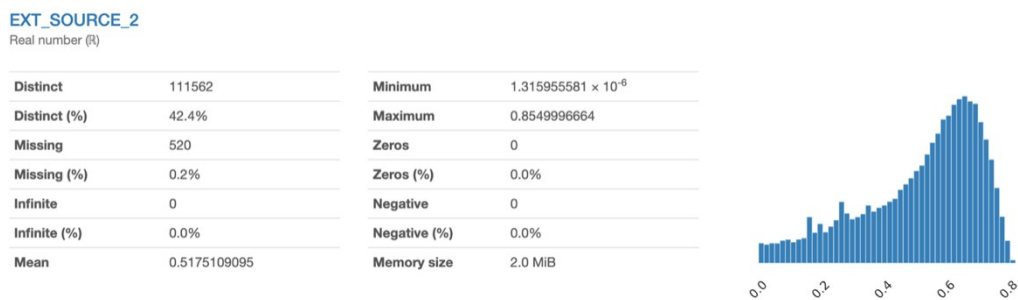 EXT_SOURCE_2
Real number (ℝ)
Distinct 111562
Distinct (%) 42.4%
Missing 520
Missing (%) 0.2%
Infinite 0
Infinite (%) 0.0%
Mean 0.5175109095
Minimum 1.315955581 × 10⁻⁶
Maximum 0.8549996664
Zeros 0
Zeros (%) 0.0%
Negative 0
Negative (%) 0.0%
Memory size 2.0 MiB
0.0 0.2 0.4 0.6 0.8